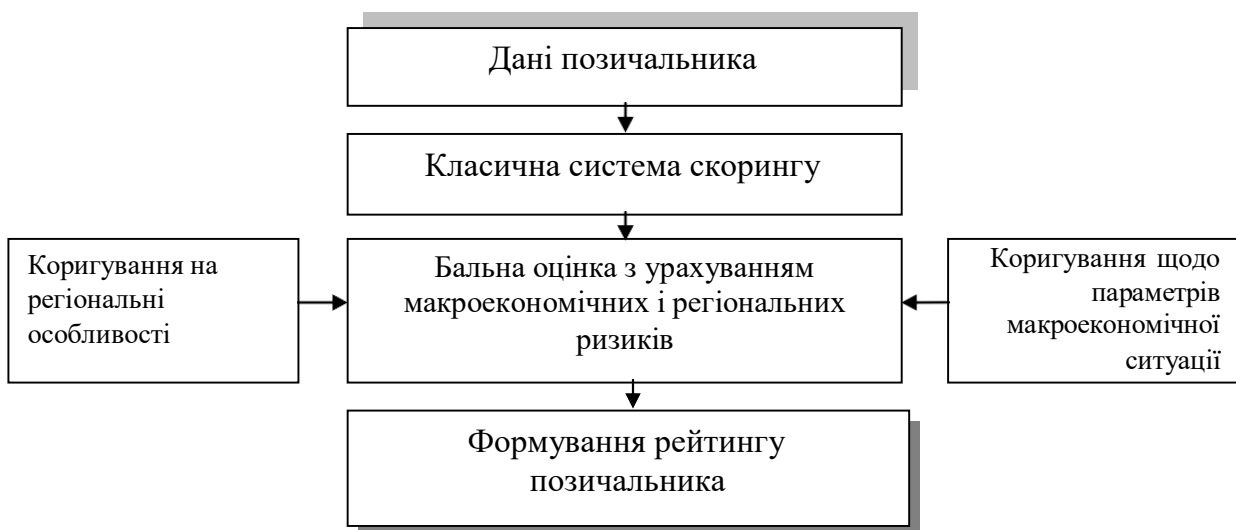 Дані позичальника
Класична система скорингу
Коригування на
регіональні
особливості
Бальна оцінка з урахуванням
макроекономічних і регіональних
ризиків
Коригування щодо
параметрів
макроекономічної
ситуації
Формування рейтингу
позичальника